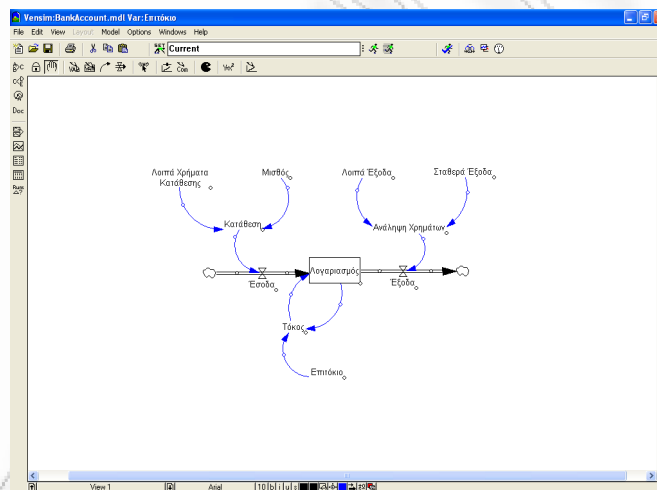 Vensim:BankAccount.mdl Var:Επιτόκιο
File Edit View Layout Model Options Windows Help
Current
Doc
Λοιπά Χρήματα
Κατάθεσης
Μισθός
Λοιπά Έξοδα
Σταθερά Έξοδα
Κατάθεση
Ανάληψη Χρημάτων
Λογαριασμός
Έσοδα
Έξοδα
Τόκος
Επιτόκιο
View 1 Arial 10 b i u s